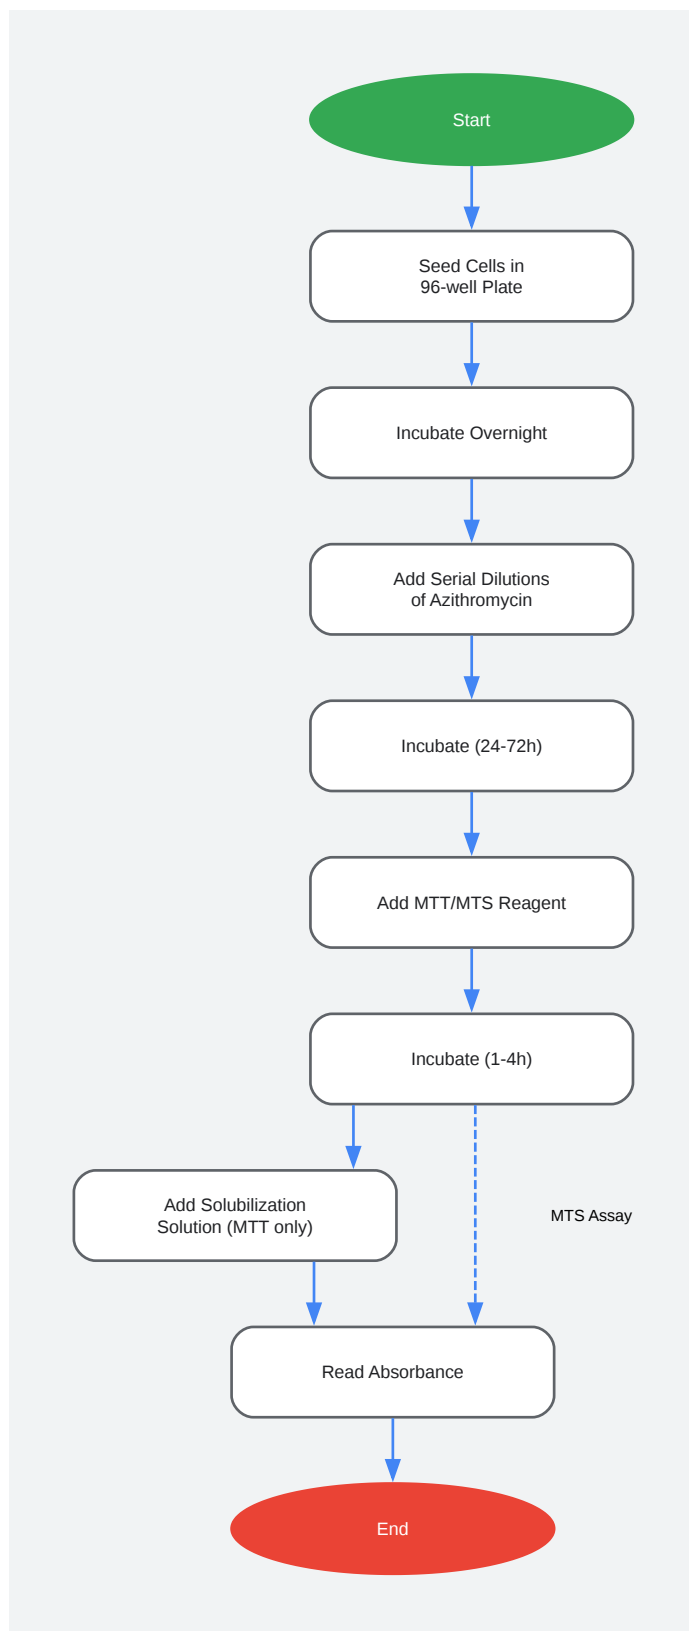 Start
Seed Cells in
96-well Plate
Incubate Overnight
Add Serial Dilutions
of Azithromycin
Incubate (24-72h)
Add MTT/MTS Reagent
Incubate (1-4h)
Add Solubilization
Solution (MTT only)
MTS Assay
Read Absorbance
End